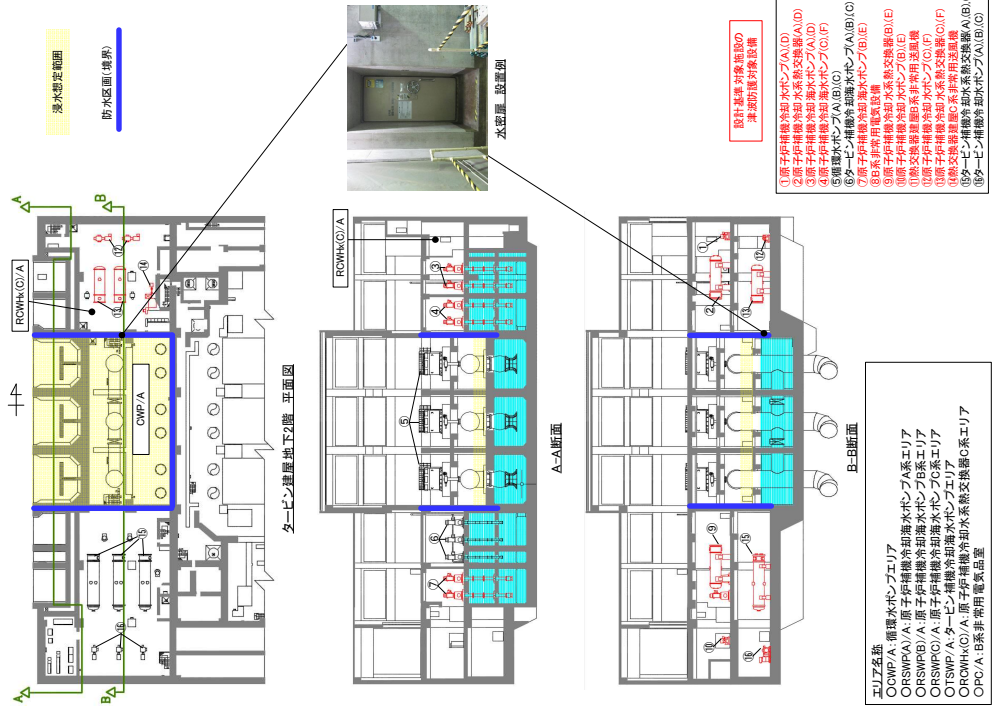 浸水想定範囲
防水区画(境界)
A
B
RCWHx(C)/A
CWP/A
⑫
⑬
⑭
⑮
⑯
A
B
タービン建屋地下2階 平面図
水密扉 設置例
RCWHx(C)/A
③
④
⑤
⑥
⑦
A-A断面
①
②
⑫
⑬
⑨
⑮
⑩
⑯
B-B断面
設計基準対象施設の
津波防護対象設備
①原子炉補機冷却水ポンプ(A),(D)
②原子炉補機冷却水系熱交換器(A),(D)
③原子炉補機冷却海水ポンプ(A),(D)
④原子炉補機冷却海水ポンプ(C),(F)
⑤循環水ポンプ(A)(B)(C)
⑥タービン補機冷却海水ポンプ(A)(B)(C)
⑦原子炉補機冷却海水ポンプ(B)(E)
⑧B系非常用電気設備
⑨原子炉補機冷却水系熱交換器(B),(E)
⑩原子炉補機冷却水ポンプ(B),(E)
⑪熱交換器建屋B系非常用送風機
⑫原子炉補機冷却水ポンプ(C),(F)
⑬原子炉補機冷却水系熱交換器(C),(F)
⑭熱交換器建屋C系非常用送風機
⑮タービン補機冷却水系熱交換器(A),(B),(
⑯タービン補機冷却水ポンプ(A),(B),(C)
エリア名称
○CWP/A:循環水ポンプエリア
○RSWP(A)/A:原子炉補機冷却海水ポンプA系エリア
○RSWP(B)/A:原子炉補機冷却海水ポンプB系エリア
○RSWP(C)/A:原子炉補機冷却海水ポンプC系エリア
○TSWP/A:タービン補機冷却海水ポンプエリア
○RCWHx(C)/A:原子炉補機冷却水系熱交換器C系エリア
○PC/A:B系非常用電気品室